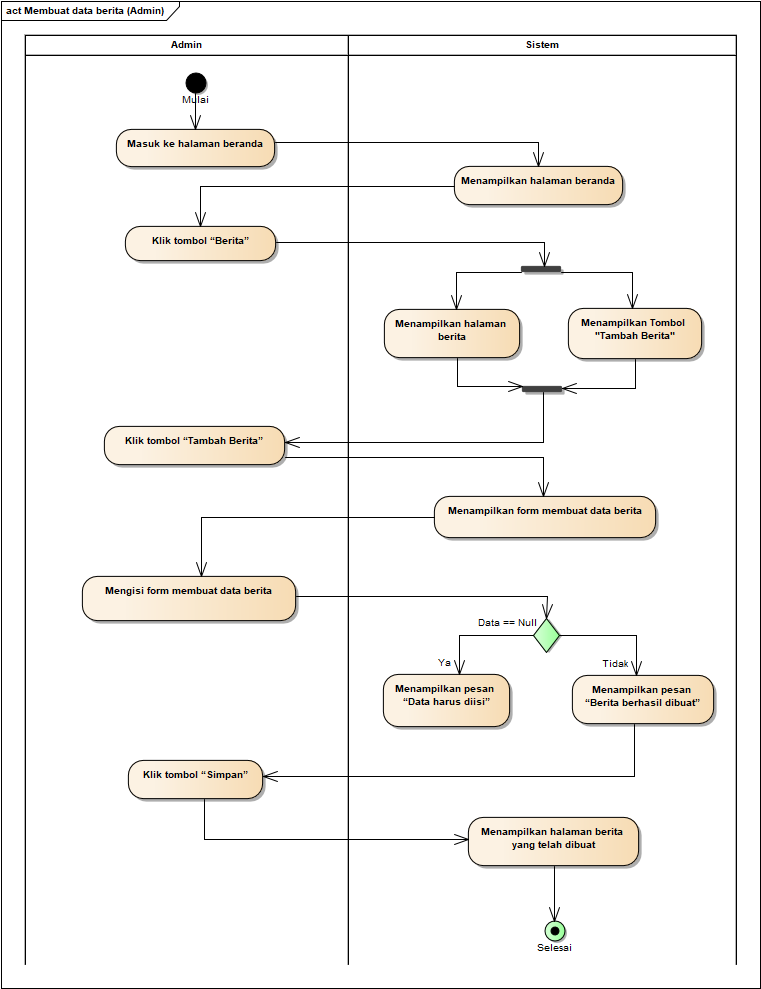 act Membuat data berita (Admin)
Admin
Sistem
Mulai
Masuk ke halaman beranda
Menampilkan halaman beranda
Klik tombol “Berita”
Menampilkan halaman
berita
Menampilkan Tombol
"Tambah Berita"
Klik tombol “Tambah Berita”
Menampilkan form membuat data berita
Mengisi form membuat data berita
Data == Null
Ya
Tidak
Menampilkan pesan
“Data harus diisi”
Menampilkan pesan
“Berita berhasil dibuat”
Klik tombol “Simpan”
Menampilkan halaman berita
yang telah dibuat
Selesai